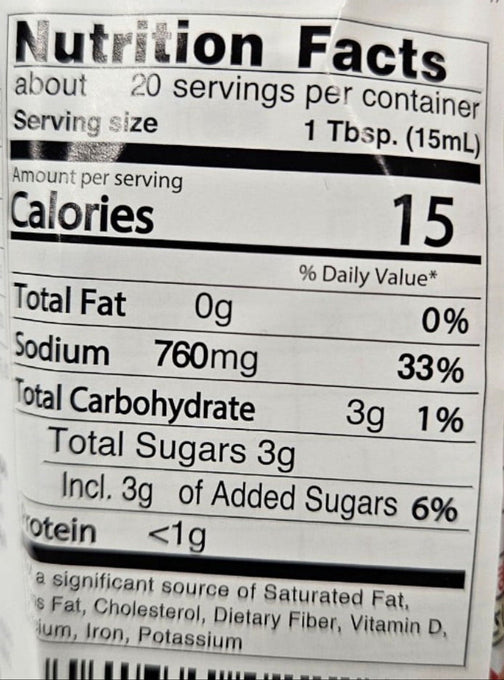 Nutrition Facts
about 20 servings per container
Serving size 1 Tbsp. (15mL)
Amount per serving
Calories 15
% Daily Value*
Total Fat 0g 0%
Sodium 760mg 33%
Total Carbohydrate 3g 1%
Total Sugars 3g
Incl. 3g of Added Sugars 6%
otein <1g
a significant source of Saturated Fat,
s Fat, Cholesterol, Dietary Fiber, Vitamin D,
ium, Iron, Potassium